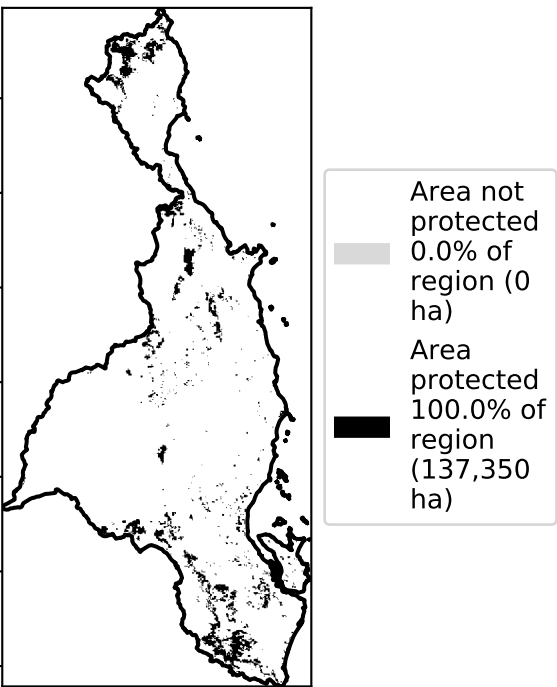 Area not
protected
0.0% of
region (0
ha)
Area
protected
100.0% of
region
(137,350
ha)